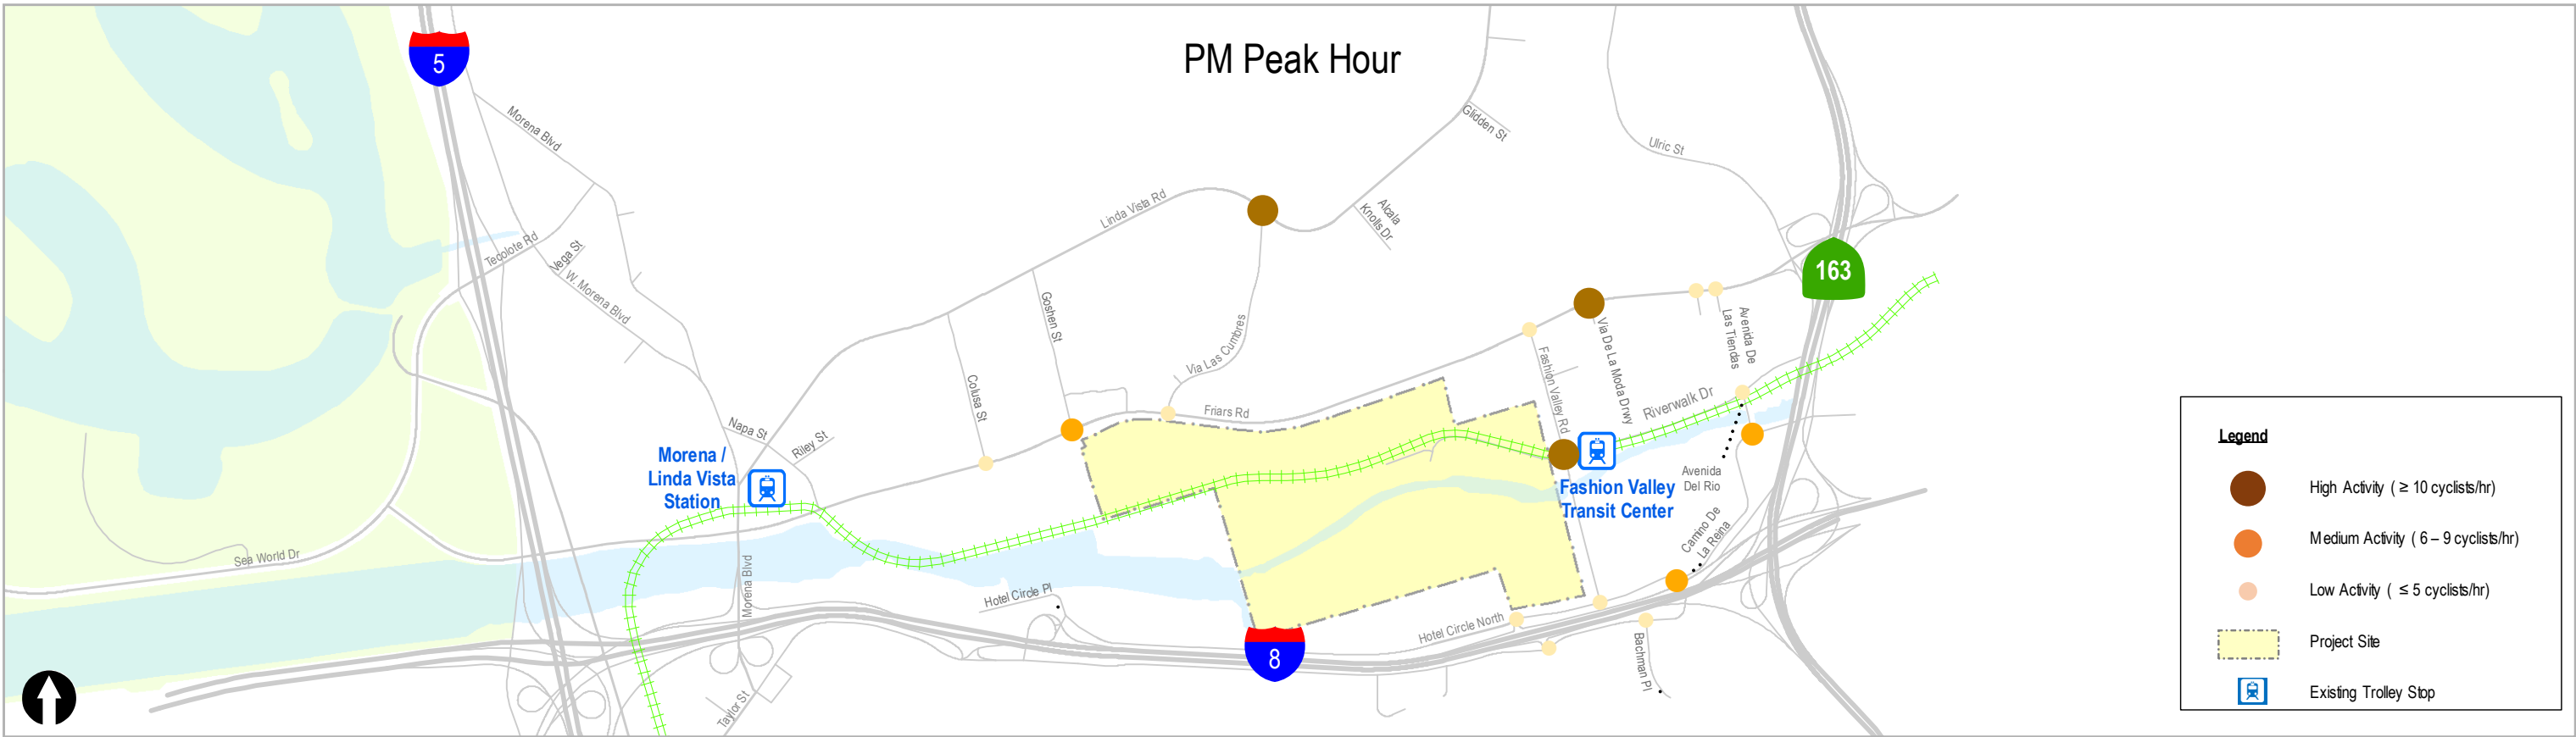 PM Peak Hour
5
Morena Blvd
Glidden St
Ulric St
Linda Vista Rd
Alcala
Knolls Dr
Tecolote Rd
Vega St
W. Morena Blvd
163
Goshen St
Via Las Cumbres
Colusa St
Friars Rd
Fashion Valley Rd
Via De La Moda Drwy
Avenida De
Las Tiendas
Riverwalk Dr
Napa St
Riley St
Morena /
Linda Vista
Station
Fashion Valley
Transit Center
Avenida
Del Rio
Camino De
La Reina
Sea World Dr
Morena Blvd
Hotel Circle Pl
Hotel Circle North
8
Bachman Pl
Taylor St
Legend
High Activity ( ≥ 10 cyclists/hr)
Medium Activity ( 6 – 9 cyclists/hr)
Low Activity ( ≤ 5 cyclists/hr)
Project Site
Existing Trolley Stop